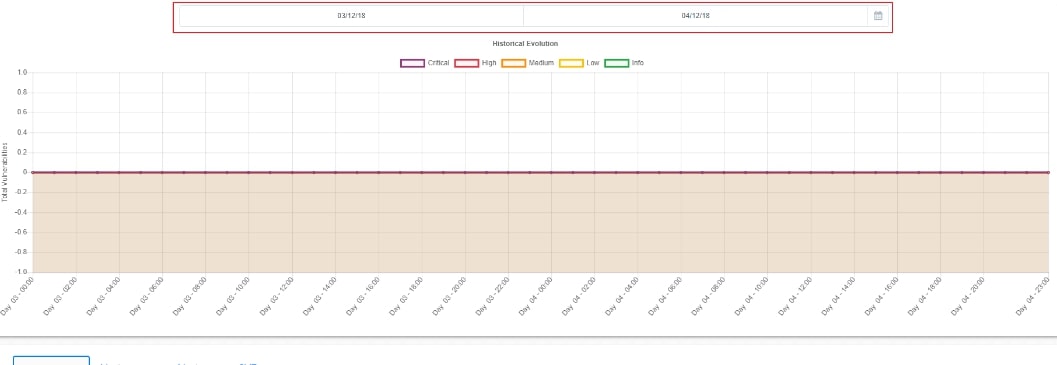 03/12/18 04/12/18
Historical Evolution
Critical High Medium Low Info
Total Vulnerabilities
1.0
0.8
0.6
0.4
0.2
0
-0.2
-0.4
-0.6
-0.8
-1.0
Day 03 - 00:00
Day 03 - 02:00
Day 03 - 04:00
Day 03 - 06:00
Day 03 - 08:00
Day 03 - 10:00
Day 03 - 12:00
Day 03 - 14:00
Day 03 - 16:00
Day 03 - 18:00
Day 03 - 20:00
Day 03 - 22:00
Day 04 - 00:00
Day 04 - 02:00
Day 04 - 04:00
Day 04 - 06:00
Day 04 - 08:00
Day 04 - 10:00
Day 04 - 12:00
Day 04 - 14:00
Day 04 - 16:00
Day 04 - 18:00
Day 04 - 20:00
Day 04 - 23:00